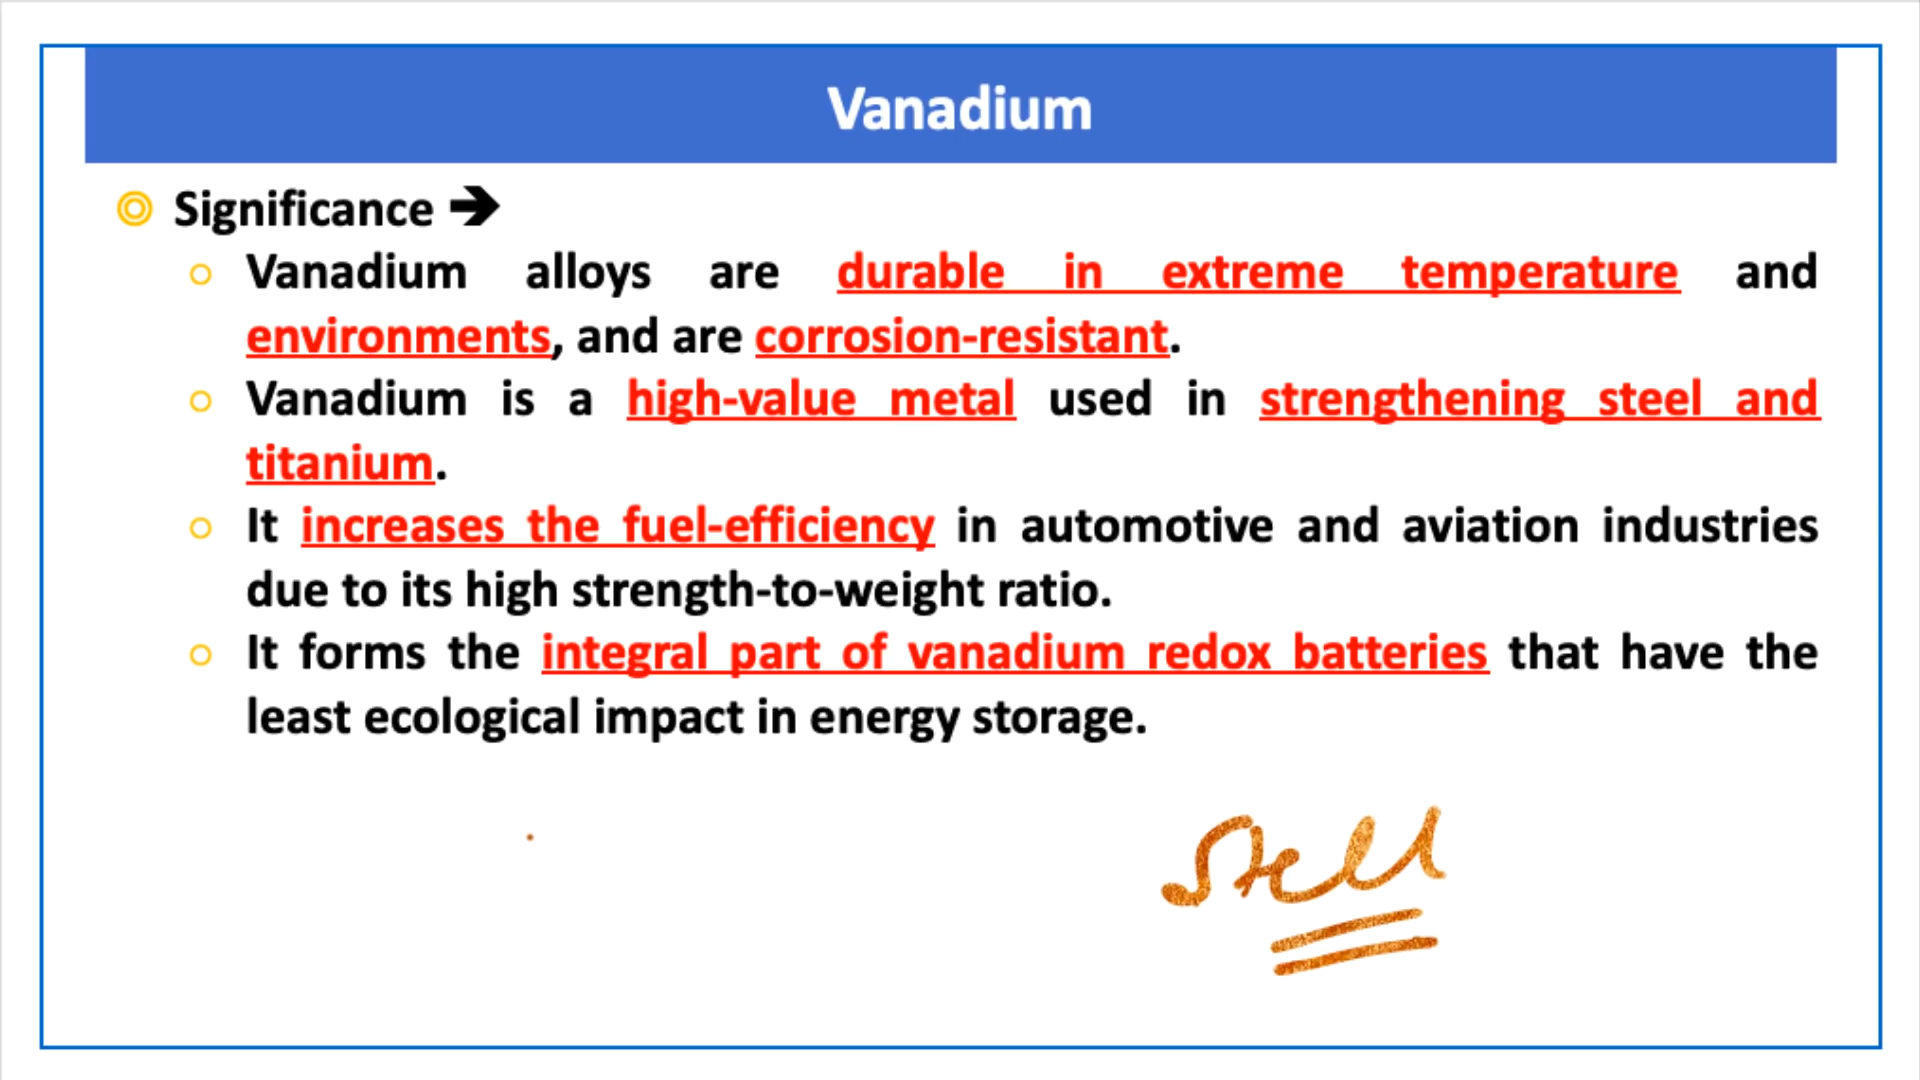 Vanadium
Significance ➔
Vanadium alloys are durable in extreme temperature and
environments, and are corrosion-resistant.
Vanadium is a high-value metal used in strengthening steel and
titanium.
It increases the fuel-efficiency in automotive and aviation industries
due to its high strength-to-weight ratio.
It forms the integral part of vanadium redox batteries that have the
least ecological impact in energy storage.
Steel